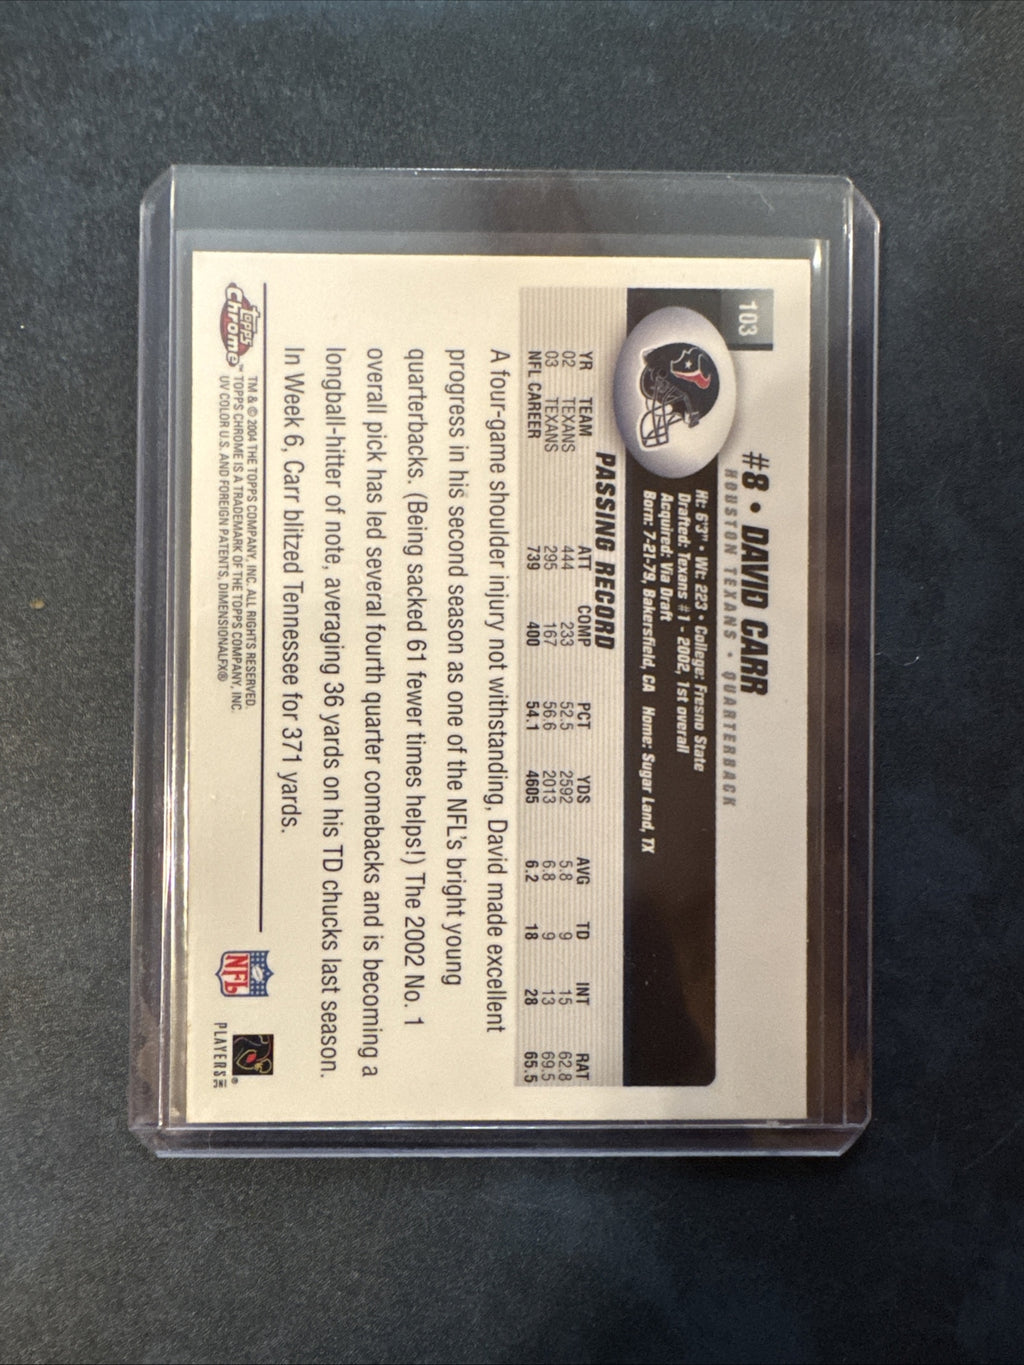 103
#8 • DAVID CARR
HOUSTON TEXANS • QUARTERBACK
Ht: 6'3" • Wt: 223 • College: Fresno State
Drafted: Texans #1 - 2002, 1st overall
Acquired: Via Draft
Born: 7-21-79, Bakersfield, CA Home: Sugar Land, TX
PASSING RECORD
YR TEAM ATT COMP PCT YDS AVG TD INT RAT
02 TEXANS 444 233 52.5 2592 5.8 9 15 62.8
03 TEXANS 295 167 56.6 2013 6.8 9 13 69.5
NFL CAREER 739 400 54.1 4605 6.2 18 28 65.5
A four-game shoulder injury not withstanding, David made excellent
progress in his second season as one of the NFL's bright young
quarterbacks. (Being sacked 61 fewer times helps!) The 2002 No. 1
overall pick has led several fourth quarter comebacks and is becoming a
longball-hitter of note, averaging 36 yards on his TD chucks last season.
In Week 6, Carr blitzed Tennessee for 371 yards.
topps Chrome™
TM & © 2004 THE TOPPS COMPANY, INC. ALL RIGHTS RESERVED.
TOPPS CHROME IS A TRADEMARK OF THE TOPPS COMPANY, INC.
UV COLOR U.S. AND FOREIGN PATENTS, DIMENSIONALFX®
NFL
PLAYERS INC